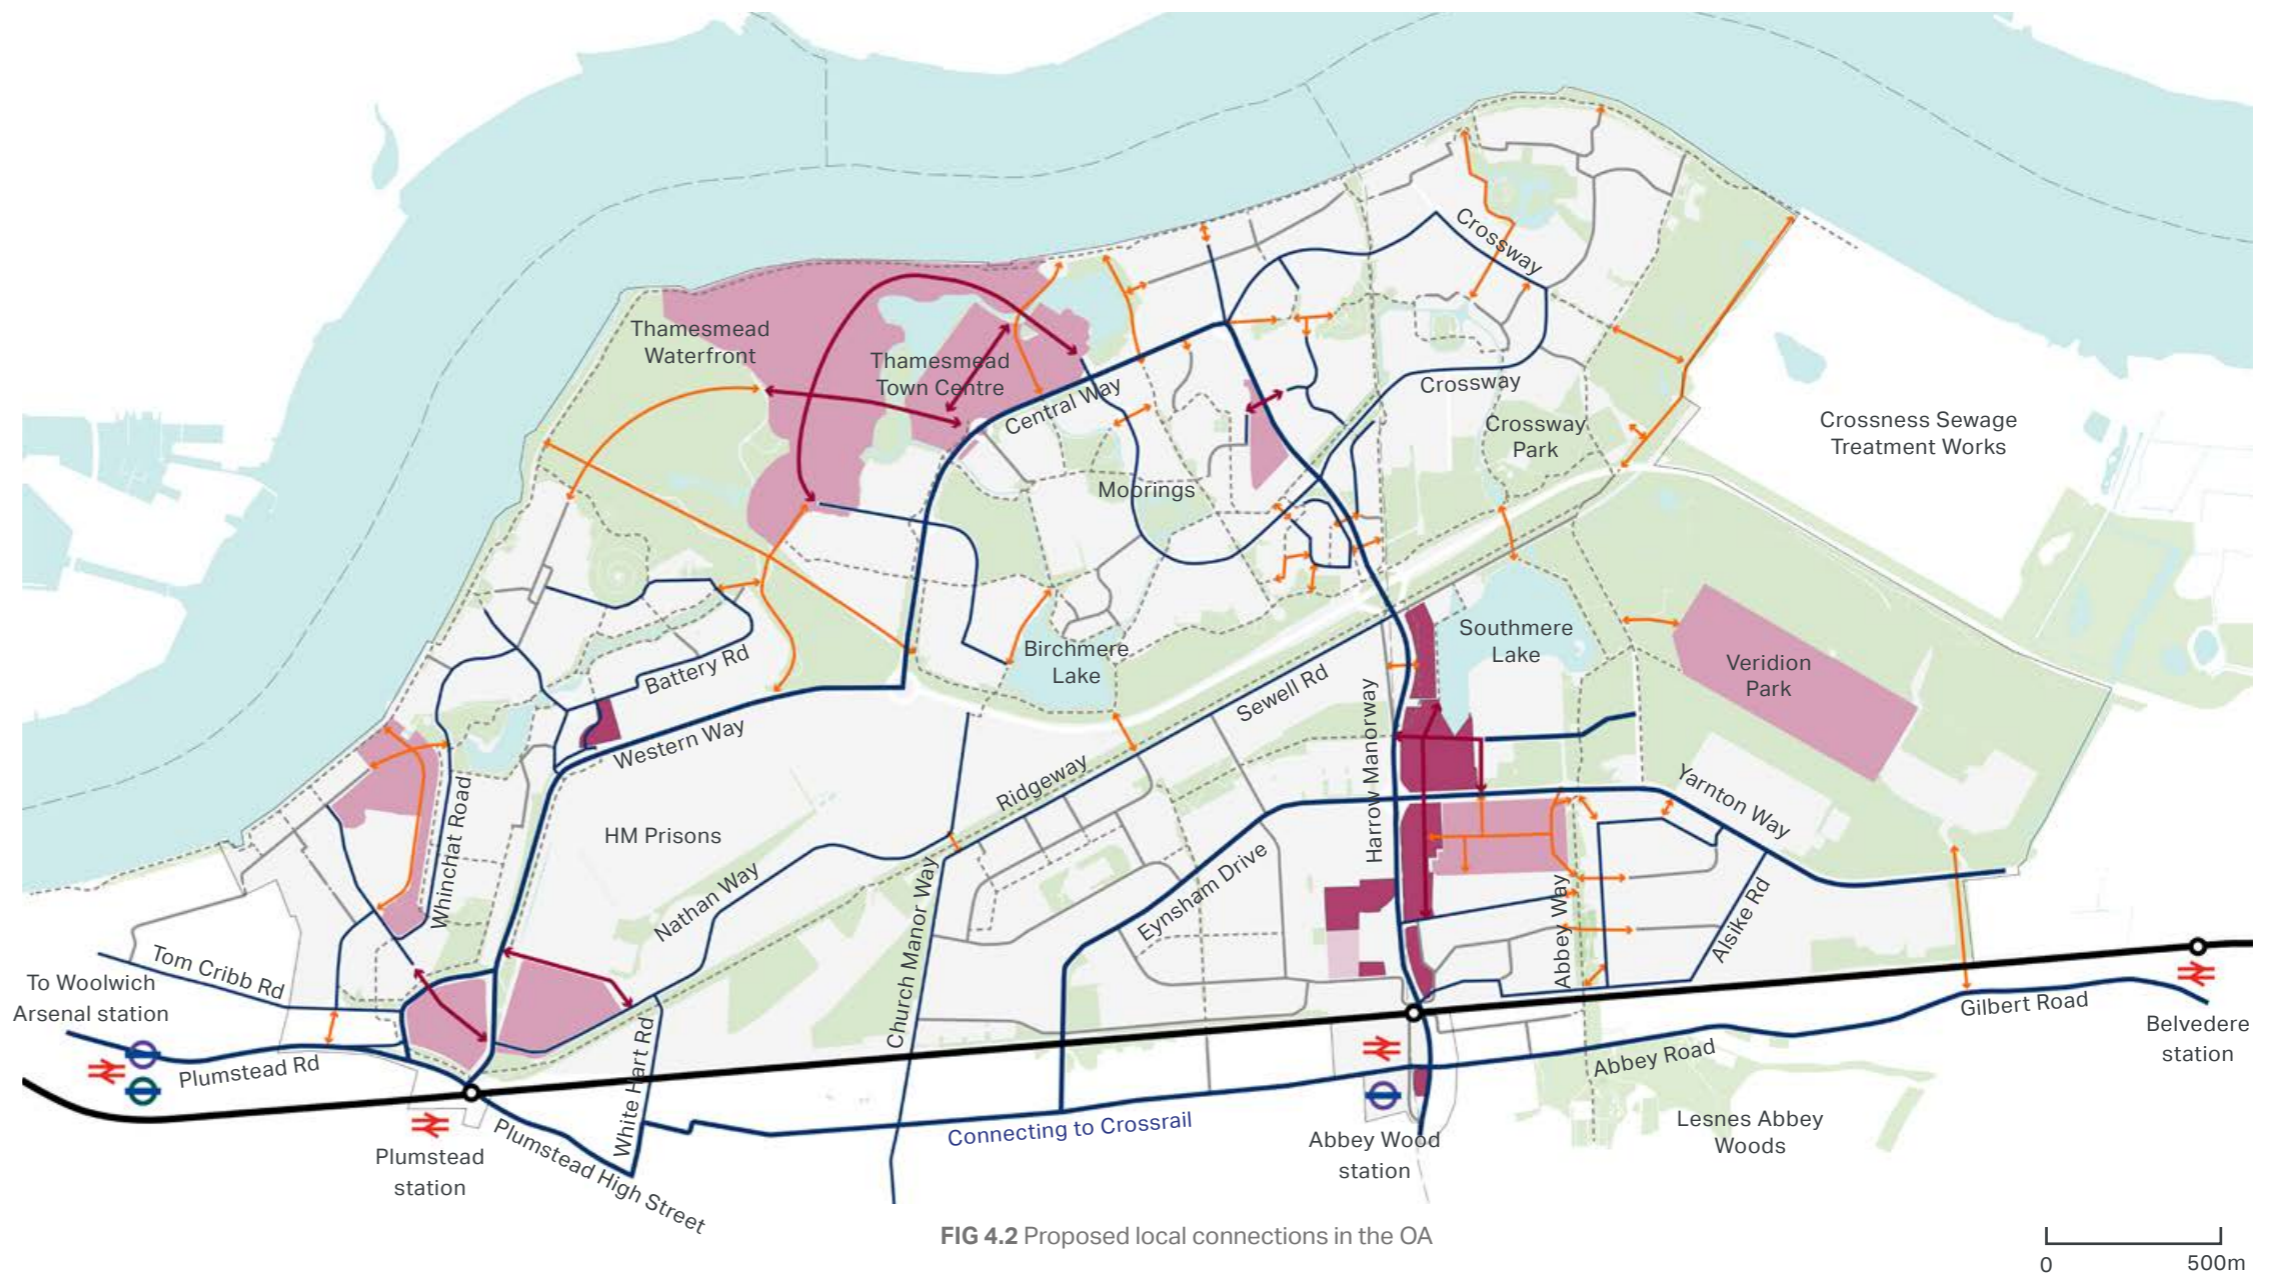 Crossway
Thamesmead
Waterfront
Thamesmead
Town Centre
Central Way
Crossway
Crossway
Park
Crossness Sewage
Treatment Works
Moorings
Birchmere
Lake
Southmere
Lake
Veridion
Park
Battery Rd
Western Way
Sewell Rd
Ridgeway
Harrow Manorway
Yarnton Way
Whinchat Road
HM Prisons
Nathan Way
Church Manor Way
Eynsham Drive
Abbey Way
Alsike Rd
Tom Cribb Rd
To Woolwich
Arsenal station
Plumstead Rd
White Hart Rd
Gilbert Road
Belvedere
station
Abbey Road
Connecting to Crossrail
Lesnes Abbey
Woods
Abbey Wood
station
Plumstead
station
Plumstead High Street
FIG 4.2 Proposed local connections in the OA
0
500m